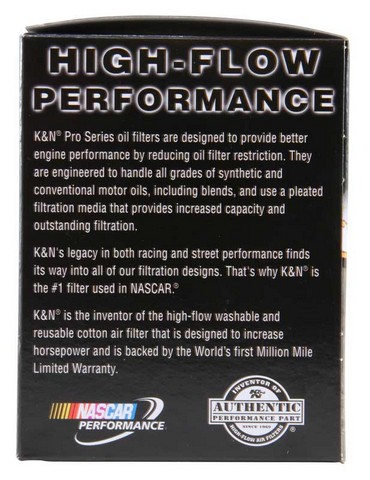 HIGH-FLOW
PERFORMANCE
K&N® Pro Series oil filters are designed to provide better
engine performance by reducing oil filter restriction. They
are engineered to handle all grades of synthetic and
conventional motor oils, including blends, and use a pleated
filtration media that provides increased capacity and
outstanding filtration.
K&N's legacy in both racing and street performance finds
its way into all of our filtration designs. That's why K&N® is
the #1 filter used in NASCAR.®
K&N® is the inventor of the high-flow washable and
reusable cotton air filter that is designed to increase
horsepower and is backed by the World's first Million Mile
Limited Warranty.
NASCAR
PERFORMANCE
INVENTOR OF
K&N
AUTHENTIC
PERFORMANCE PART
SINCE 1969
HIGH-FLOW AIR FILTERS